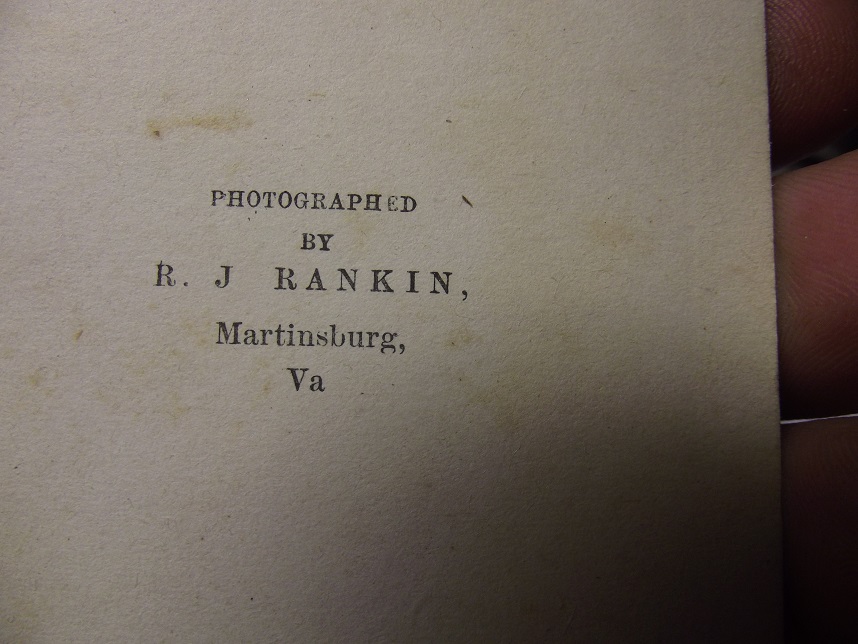 PHOTOGRAPHED
BY
R. J RANKIN,
Martinsburg,
Va